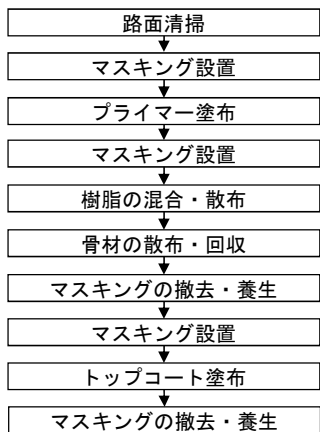 路面清掃
マスキング設置
プライマー塗布
マスキング設置
樹脂の混合・散布
骨材の散布・回収
マスキングの撤去・養生
マスキング設置
トップコート塗布
マスキングの撤去・養生